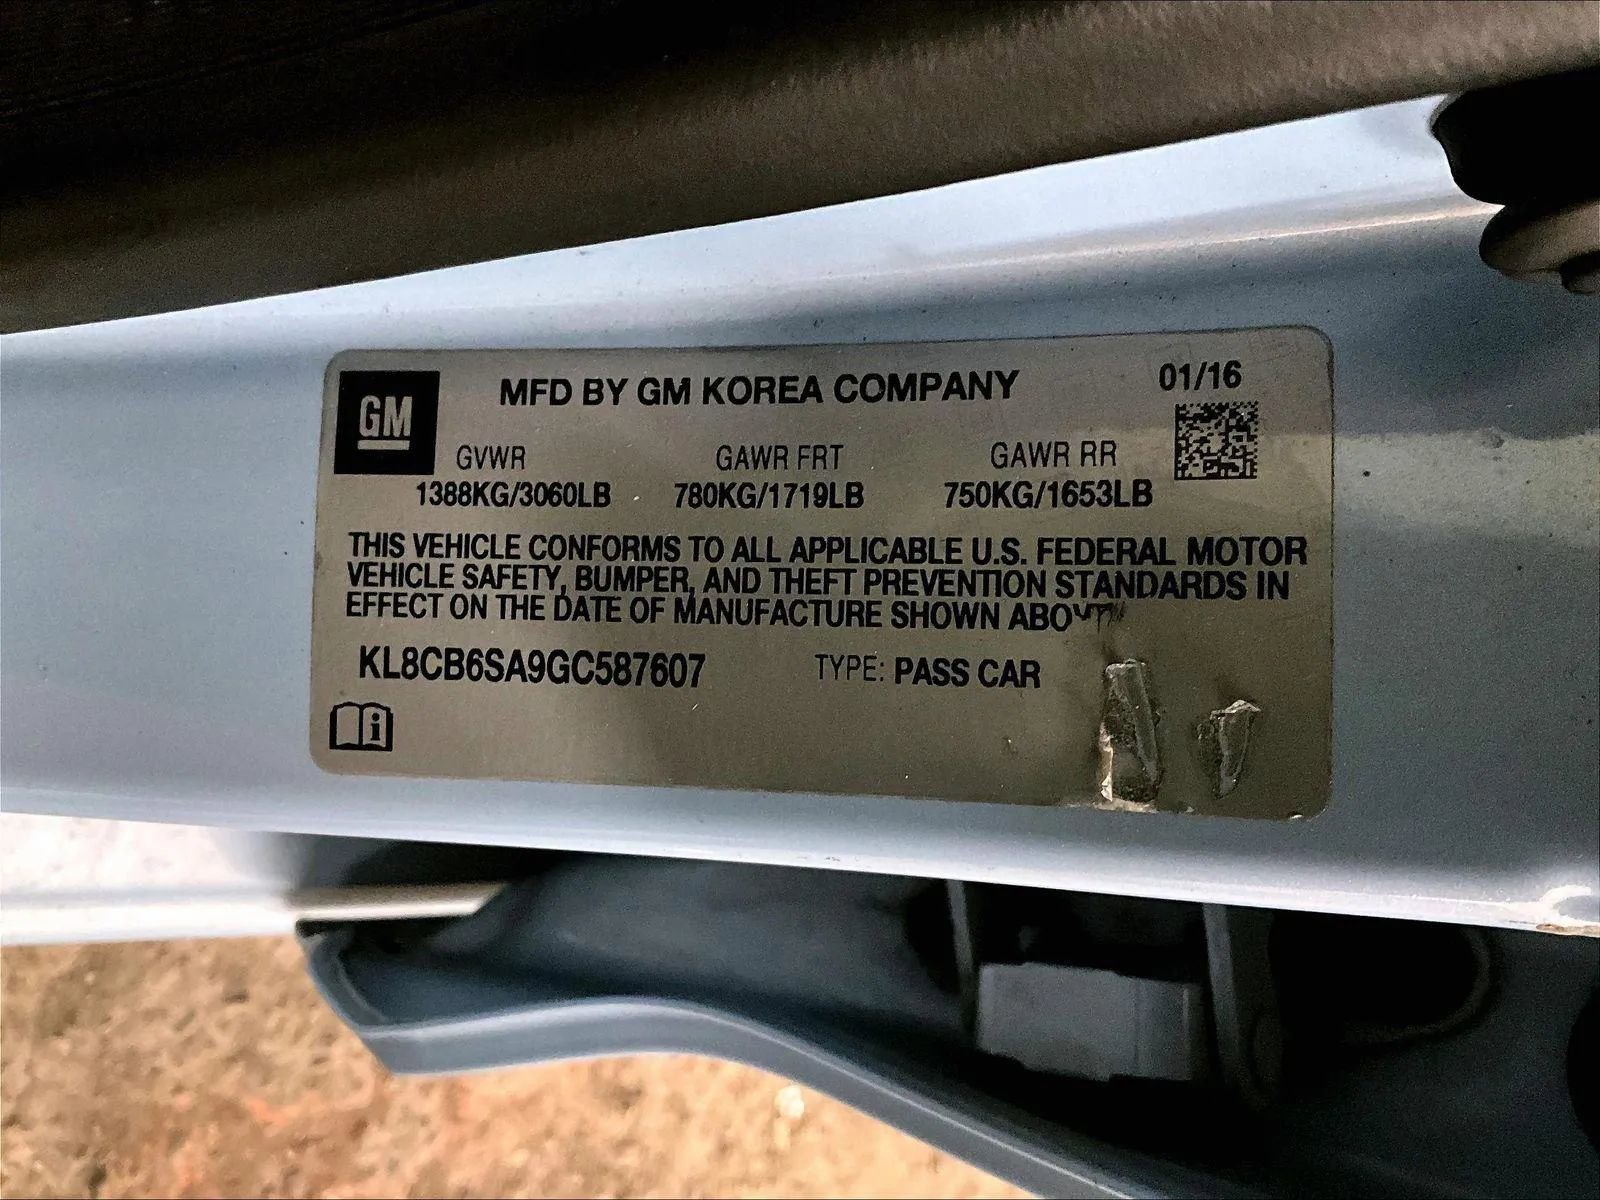 GM
MFD BY GM KOREA COMPANY
01/16
GVWR GAWR FRT GAWR RR
1388KG/3060LB 780KG/1719LB 750KG/1653LB
THIS VEHICLE CONFORMS TO ALL APPLICABLE U.S. FEDERAL MOTOR
VEHICLE SAFETY, BUMPER, AND THEFT PREVENTION STANDARDS IN
EFFECT ON THE DATE OF MANUFACTURE SHOWN
KL8CB6SA9GC587607 TYPE: PASS CAR
i